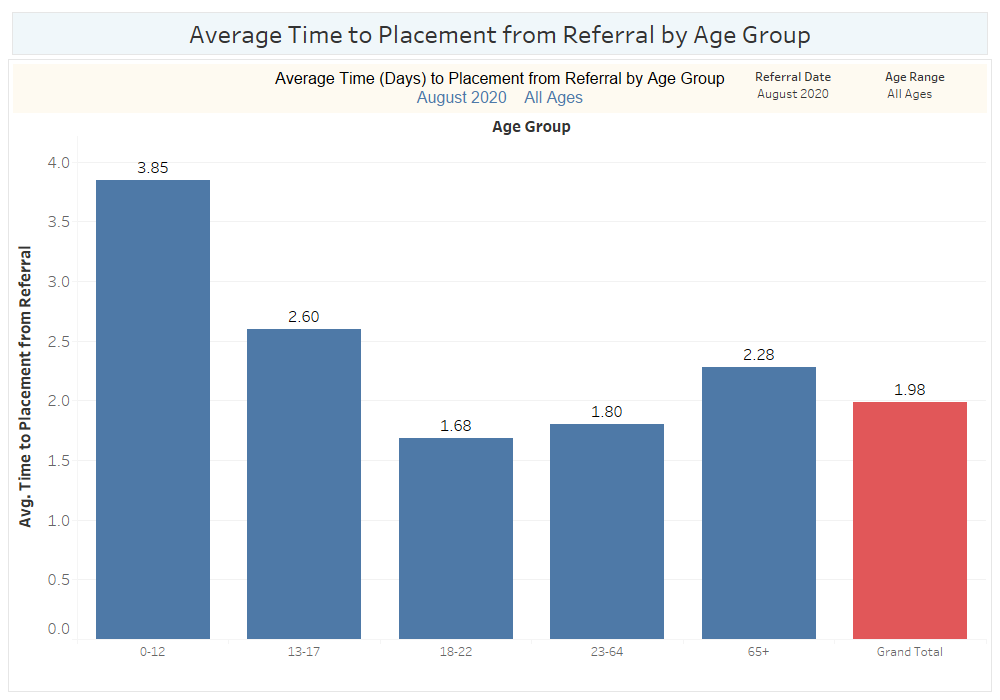 Average Time to Placement from Referral by Age Group
Average Time (Days) to Placement from Referral by Age Group
August 2020 All Ages
Referral Date
August 2020
Age Range
All Ages
Age Group
Avg. Time to Placement from Referral
4.0
3.5
3.0
2.5
2.0
1.5
1.0
0.5
0.0
3.85
2.60
1.68
1.80
2.28
1.98
0-12
13-17
18-22
23-64
65+
Grand Total